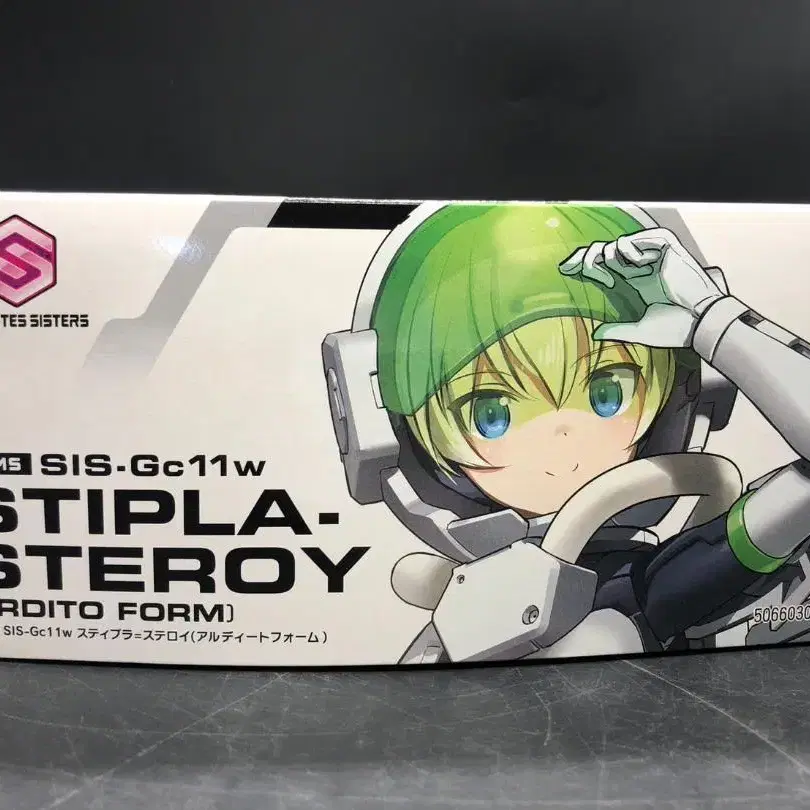 TES SISTERS
MS SIS-Gc11w
STIPLA-
STEROY
RDITO FORM)
SIS-Gc11w スティプラ=ステロイ(アルディートフォーム)
5066030